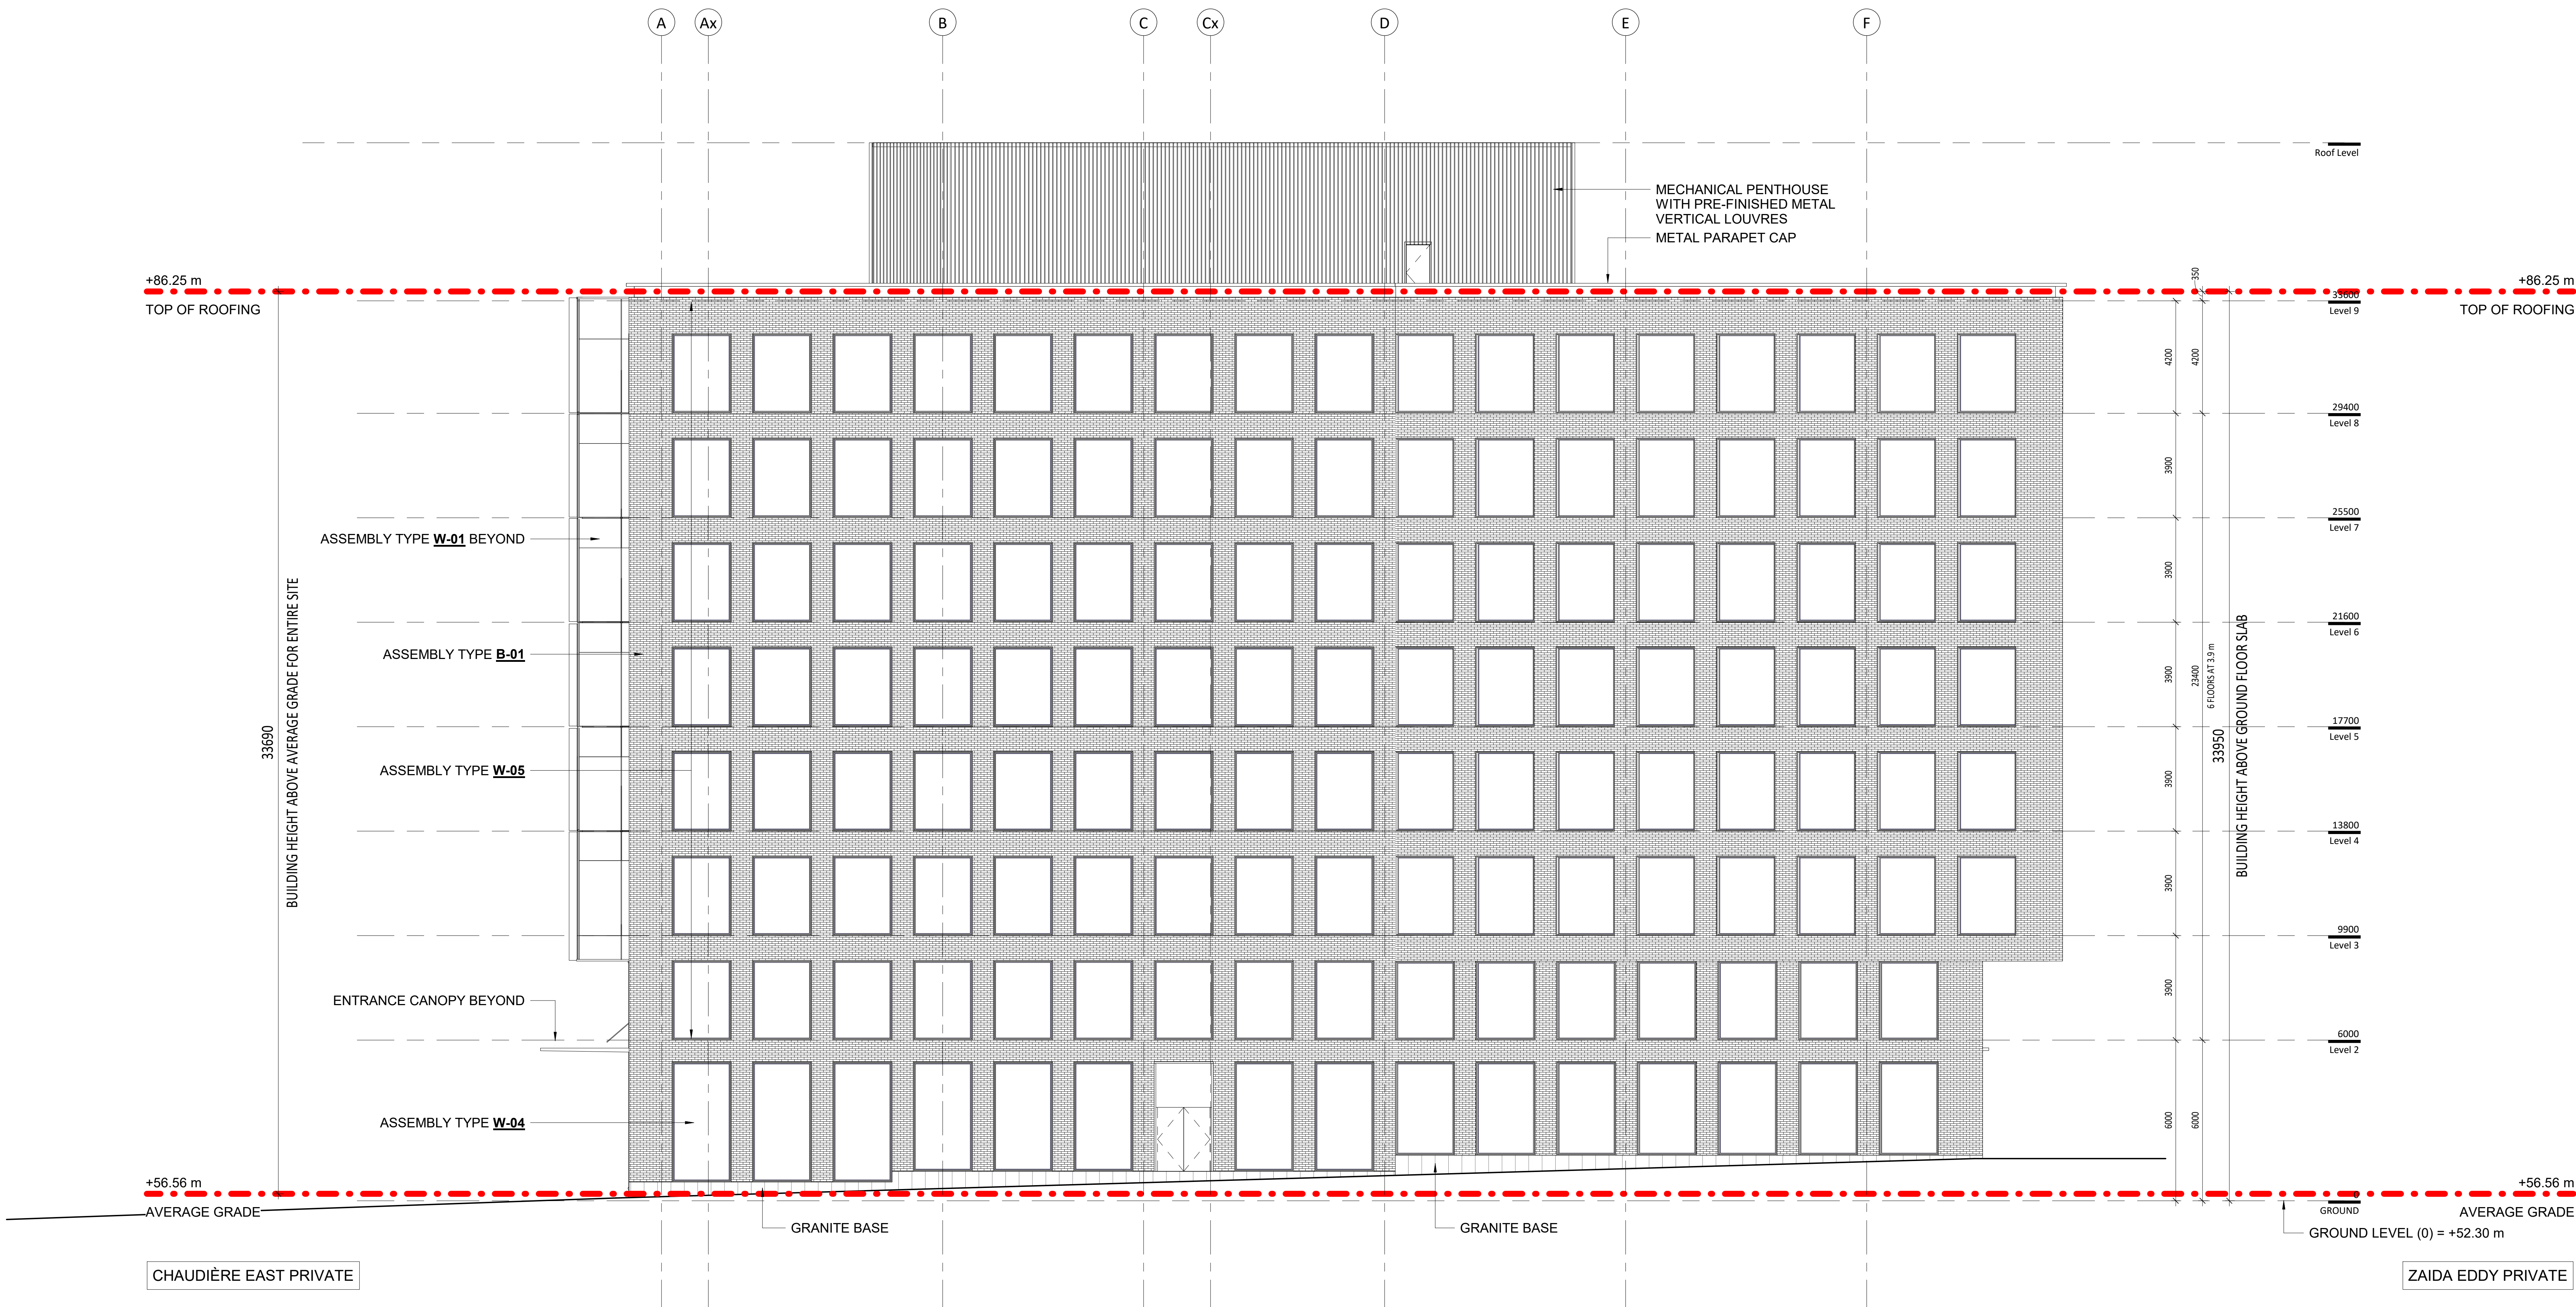 A
Ax
B
C
Cx
D
E
F
Roof Level
MECHANICAL PENTHOUSE
WITH PRE-FINISHED METAL
VERTICAL LOUVRES
METAL PARAPET CAP
+86.25 m
TOP OF ROOFING
350
+86.25 m
TOP OF ROOFING
33600
Level 9
4200
4200
29400
Level 8
3900
25500
Level 7
ASSEMBLY TYPE W-01 BEYOND
3900
21600
Level 6
ASSEMBLY TYPE B-01
3900
23400
6 FLOORS AT 3.9 m
17700
Level 5
33690
BUILDING HEIGHT ABOVE AVERAGE GRADE FOR ENTIRE SITE
33950
BUILDING HEIGHT ABOVE GROUND FLOOR SLAB
ASSEMBLY TYPE W-05
3900
13800
Level 4
3900
9900
Level 3
ENTRANCE CANOPY BEYOND
3900
6000
Level 2
ASSEMBLY TYPE W-04
6000
6000
+56.56 m
AVERAGE GRADE
0
GROUND
+56.56 m
AVERAGE GRADE
GRANITE BASE
GRANITE BASE
GROUND LEVEL (0) = +52.30 m
CHAUDIÈRE EAST PRIVATE
ZAIDA EDDY PRIVATE